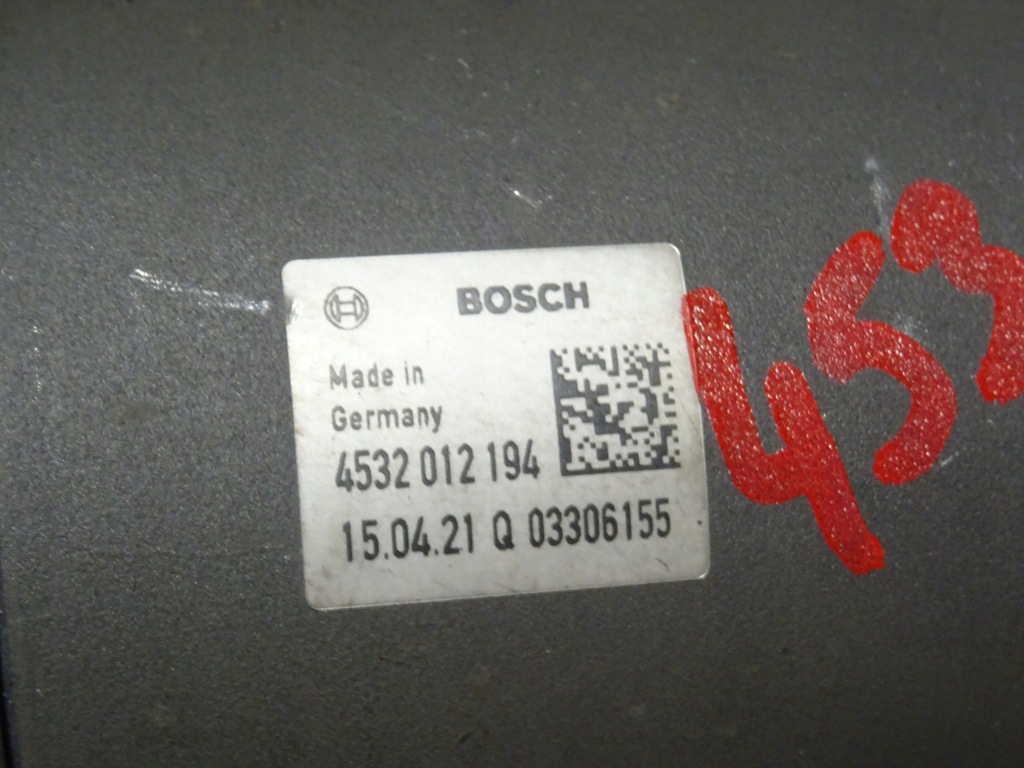 BOSCH
Made in
Germany
4532 012 194
15.04.21 Q 03306155
453